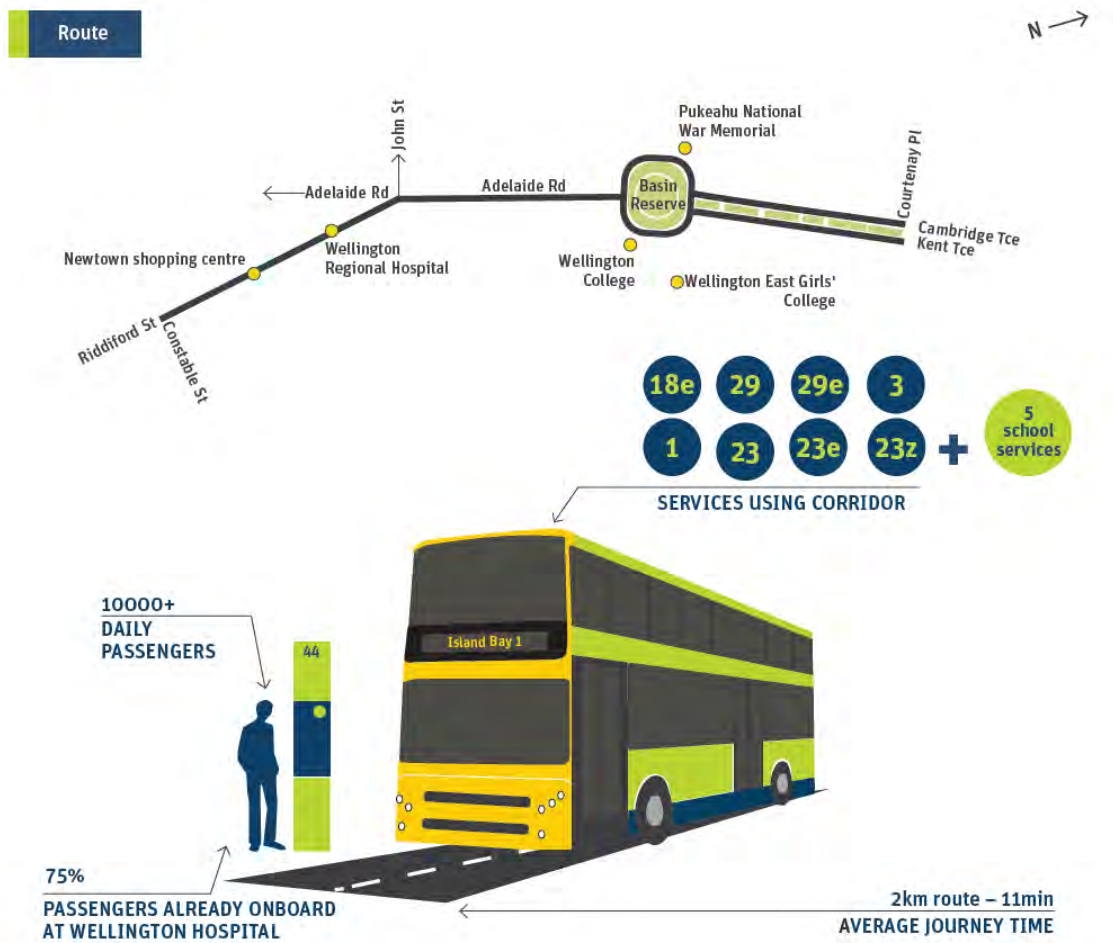 Route
N
John St
Pukeahu National
War Memorial
Courtenay Pl
Adelaide Rd
Adelaide Rd
Basin
Reserve
Cambridge Tce
Kent Tce
Newtown shopping centre
Wellington
Regional Hospital
Wellington
College
Wellington East Girls'
College
Riddiford St
Constable St
18e
29
29e
3
1
23
23e
23z
+
5
school
services
SERVICES USING CORRIDOR
10000+
DAILY
PASSENGERS
44
Island Bay 1
75%
PASSENGERS ALREADY ONBOARD
AT WELLINGTON HOSPITAL
2km route – 11min
AVERAGE JOURNEY TIME